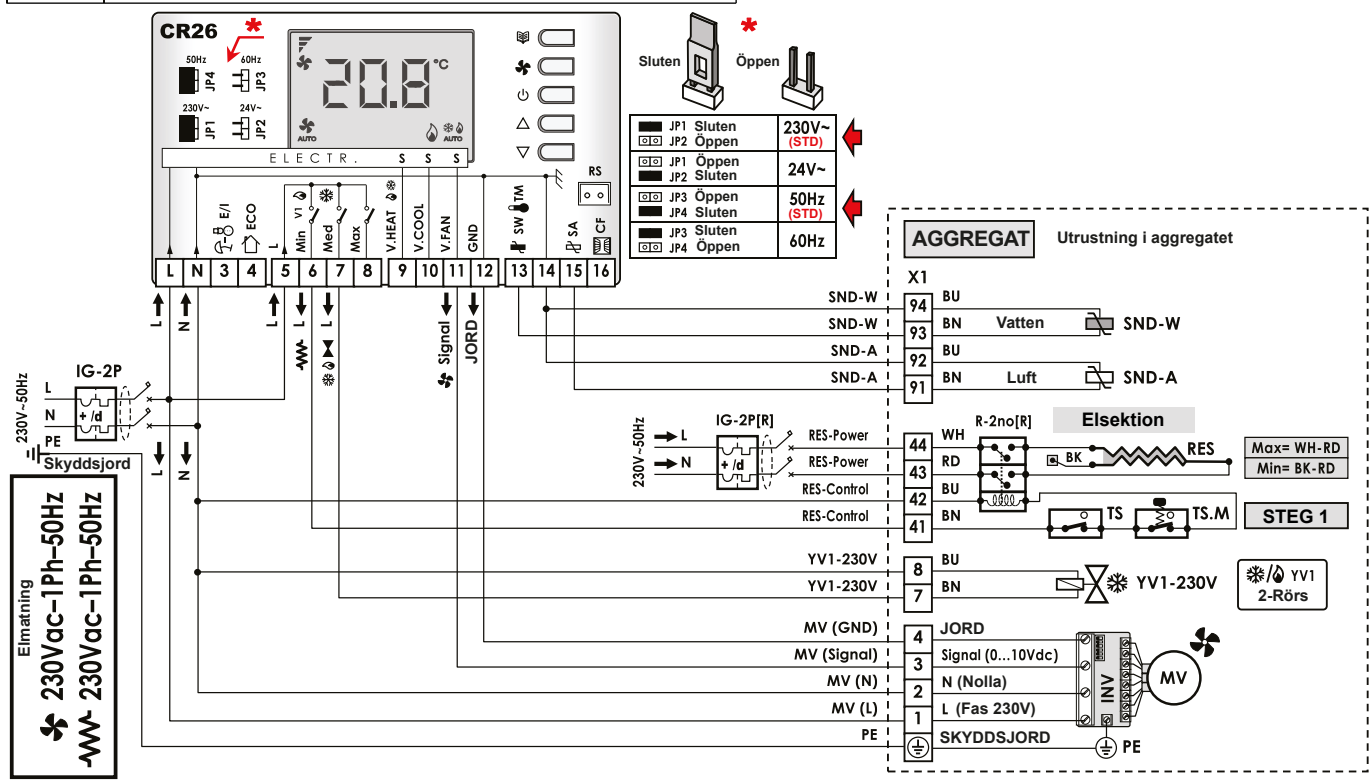 CR26
*
50Hz
60Hz
JP4
JP3
230V~
24V~
JP1
JP2
20.8°C
AUTO
AUTO
ELECTR.
S S S
RS
L
Min V1
Med
Max
E/I
ECO
V.HEAT
V.COOL
V.FAN
GND
SW
TM
SA
CF
L N 3 4 5 6 7 8 9 10 11 12 13 14 15 16
L
N
L
L
L
Signal
JORD
*
Sluten
Öppen
JP1 Sluten
JP2 Öppen
230V~
(STD)
JP1 Öppen
JP2 Sluten
24V~
JP3 Öppen
JP4 Sluten
50Hz
(STD)
JP3 Sluten
JP4 Öppen
60Hz
AGGREGAT
Utrustning i aggregatet
X1
SND-W 94 BU
SND-W 93 BN
Vatten
SND-W
SND-A 92 BU
SND-A 91 BN
Luft
SND-A
IG-2P
230V~50Hz
L
N
PE
+ /d
Skyddsjord
L
N
IG-2P[R]
230V~50Hz
L
N
+ /d
R-2no[R]
Elsektion
RES-Power 44 WH
RES-Power 43 RD
RES-Control 42 BU
RES-Control 41 BN
BK
RES
Max= WH-RD
Min= BK-RD
TS
TS.M
STEG 1
YV1-230V 8 BU
YV1-230V 7 BN
YV1-230V
/ YV1
2-Rörs
MV (GND) 4 JORD
MV (Signal) 3 Signal (0...10Vdc)
MV (N) 2 N (Nolla)
MV (L) 1 L (Fas 230V)
PE SKYDDSJORD
INV
MV
PE
Elmatning
230Vac–1Ph–50Hz
230Vac–1Ph–50Hz